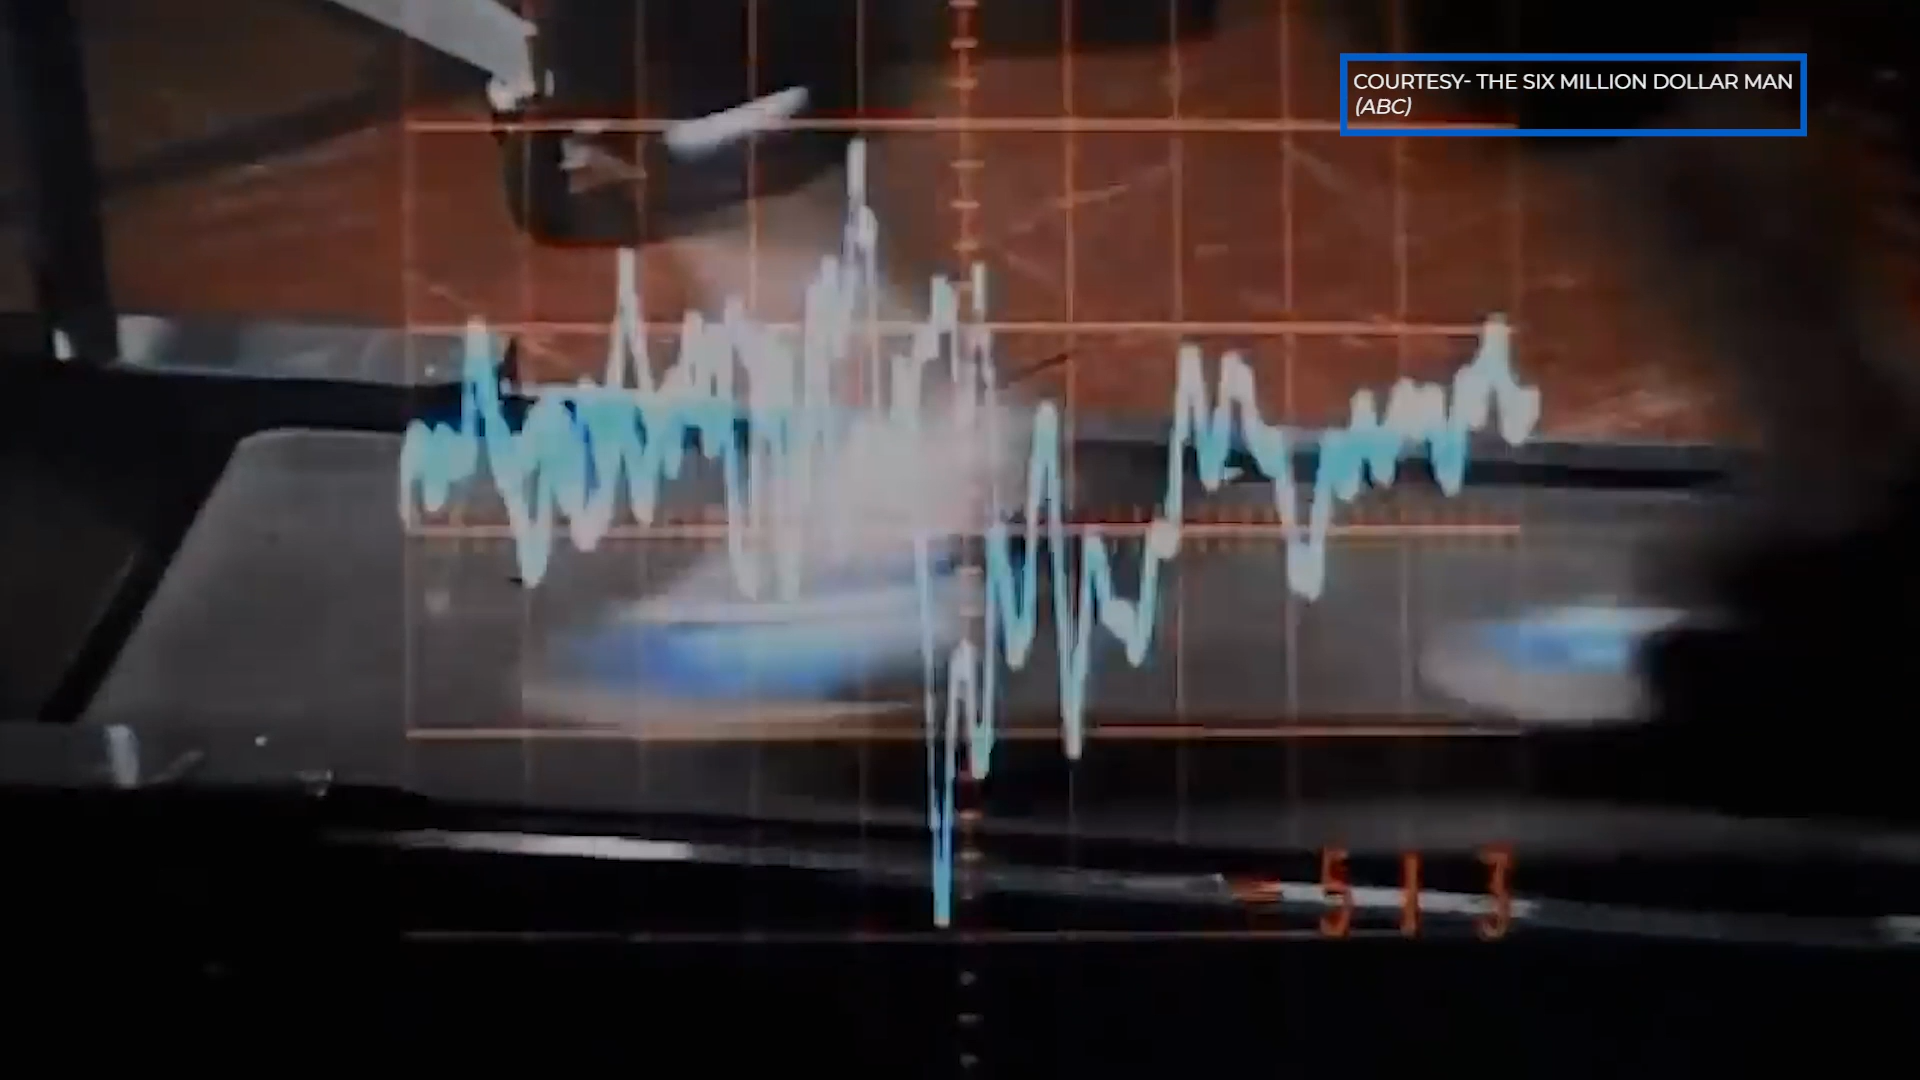 COURTESY- THE SIX MILLION DOLLAR MAN
(ABC)
- 513